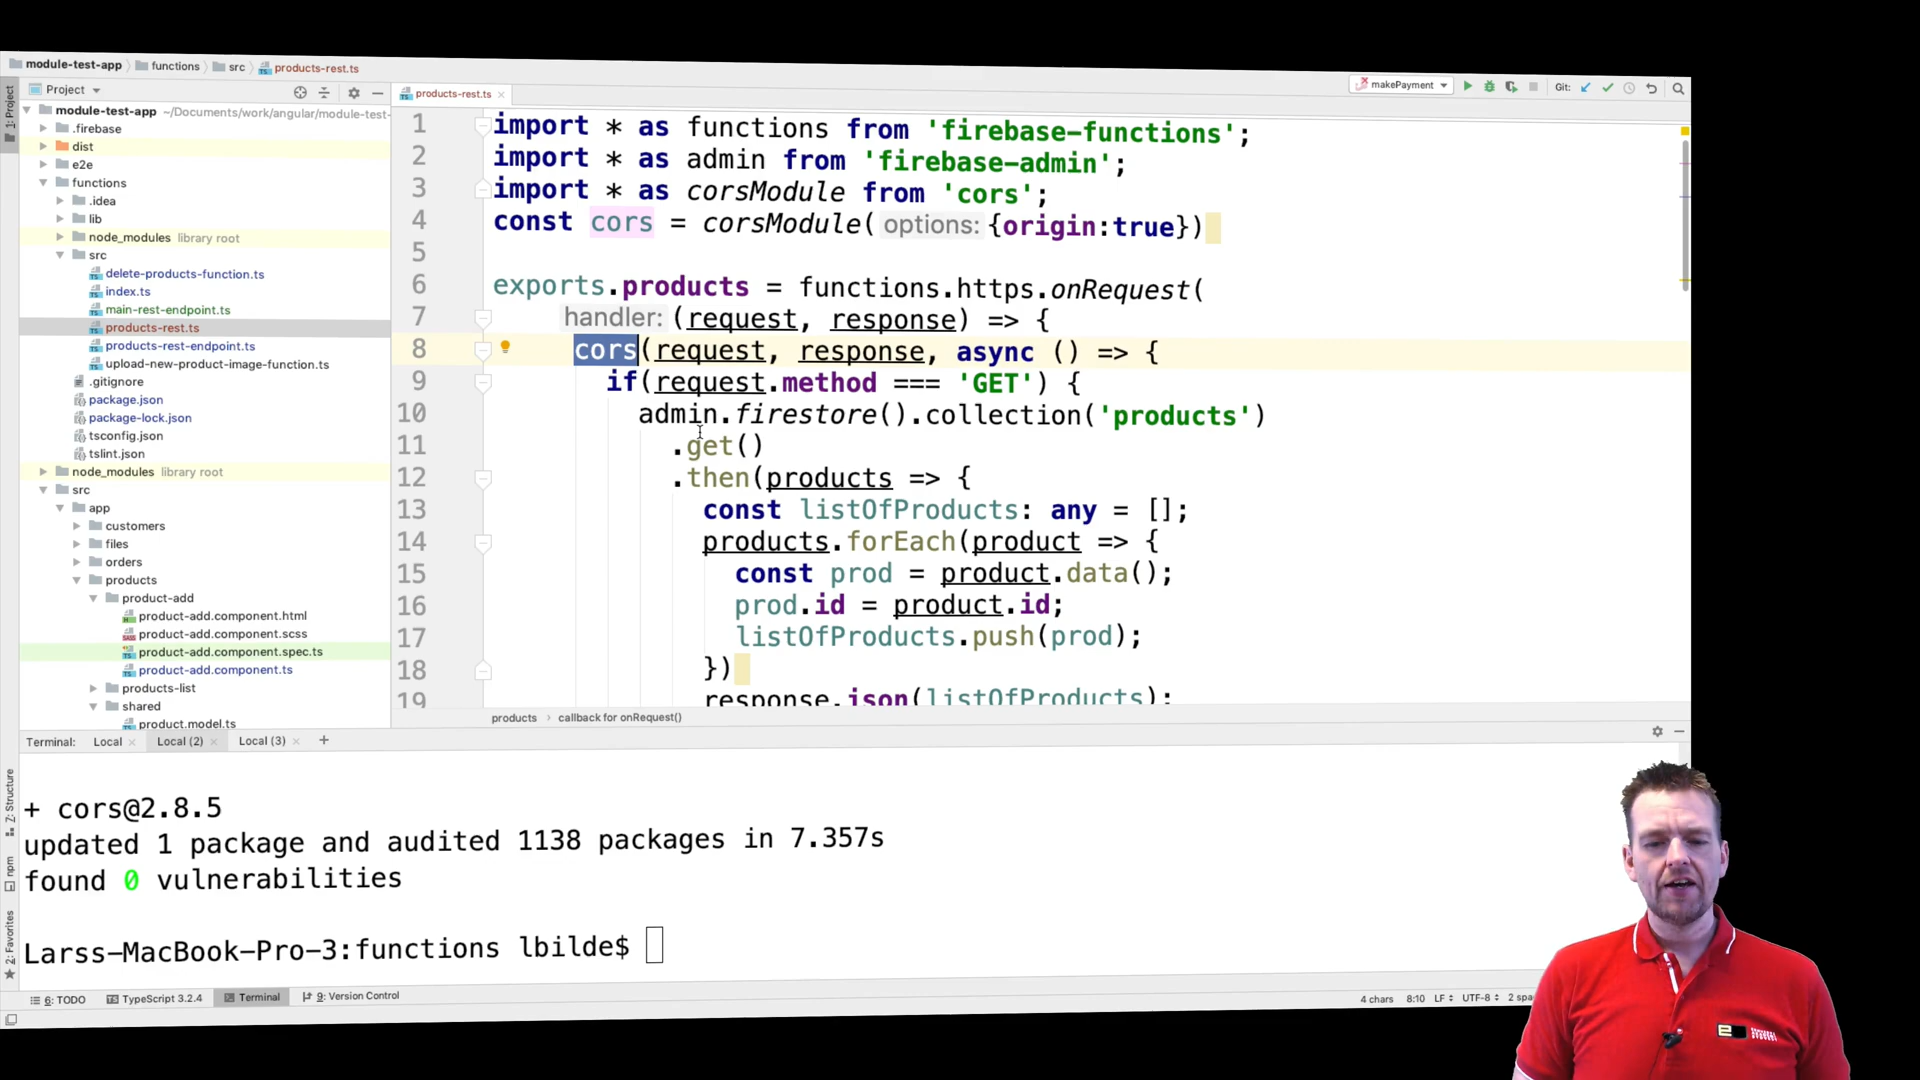 module-test-app functions src products-rest.ts
makePayment Git:
1: Project
Project
products-rest.ts
module-test-app ~/Documents/work/angular/module-test-
.firebase
dist
e2e
functions
.idea
lib
node_modules library root
src
delete-products-function.ts
index.ts
main-rest-endpoint.ts
products-rest.ts
products-rest-endpoint.ts
upload-new-product-image-function.ts
.gitignore
package.json
package-lock.json
tsconfig.json
tslint.json
node_modules library root
src
app
customers
files
orders
products
product-add
product-add.component.html
product-add.component.scss
product-add.component.spec.ts
product-add.component.ts
products-list
shared
product.model.ts
1 import * as functions from 'firebase-functions';
2 import * as admin from 'firebase-admin';
3 import * as corsModule from 'cors';
4 const cors = corsModule( options: {origin:true})
5
6 exports.products = functions.https.onRequest(
7 handler: (request, response) => {
8 cors(request, response, async () => {
9 if(request.method === 'GET') {
10 admin.firestore().collection('products')
11 .get()
12 .then(products => {
13 const listOfProducts: any = [];
14 products.forEach(product => {
15 const prod = product.data();
16 prod.id = product.id;
17 listOfProducts.push(prod);
18 })
19 response.json(listOfProducts);
products › callback for onRequest()
Terminal: Local Local (2) Local (3) +
+ cors@2.8.5
updated 1 package and audited 1138 packages in 7.357s
found 0 vulnerabilities
Larss-MacBook-Pro-3:functions lbilde$
Z: Structure
npm
2: Favorites
6: TODO TypeScript 3.2.4 Terminal 9: Version Control
4 chars 8:10 LF UTF-8 2 spa